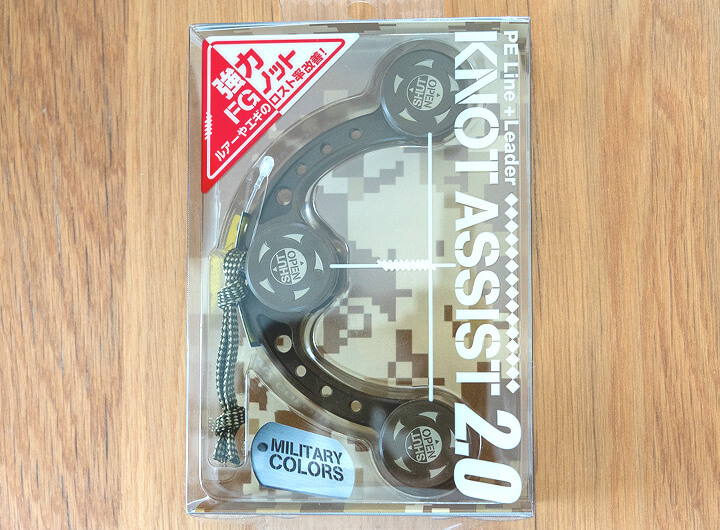 強力
FGノット
ルアーやエギのロスト率改善!
PE Line + Leader
KNOT ASSIST 2.0
OPEN
SHUT
OPEN
SHUT
OPEN
SHUT
MILITARY
COLORS